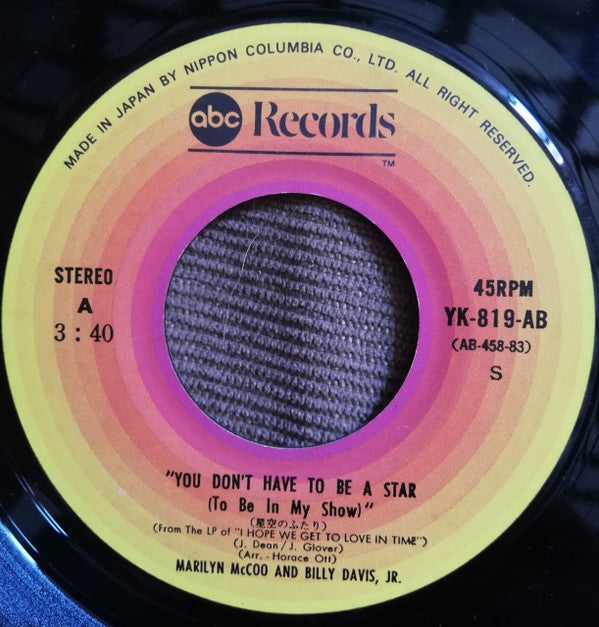 MADE IN JAPAN BY NIPPON COLUMBIA CO., LTD. ALL RIGHT RESERVED.
abc Records
TM
STEREO
A
3 : 40
45RPM
YK-819-AB
(AB-458-83)
S
"YOU DON'T HAVE TO BE A STAR
(To Be In My Show)"
(星空のふたり)
(From The LP of "I HOPE WE GET TO LOVE IN TIME")
(J. Dean/J. Glover)
(Arr. - Horace Ott)
MARILYN McCOO AND BILLY DAVIS, JR.